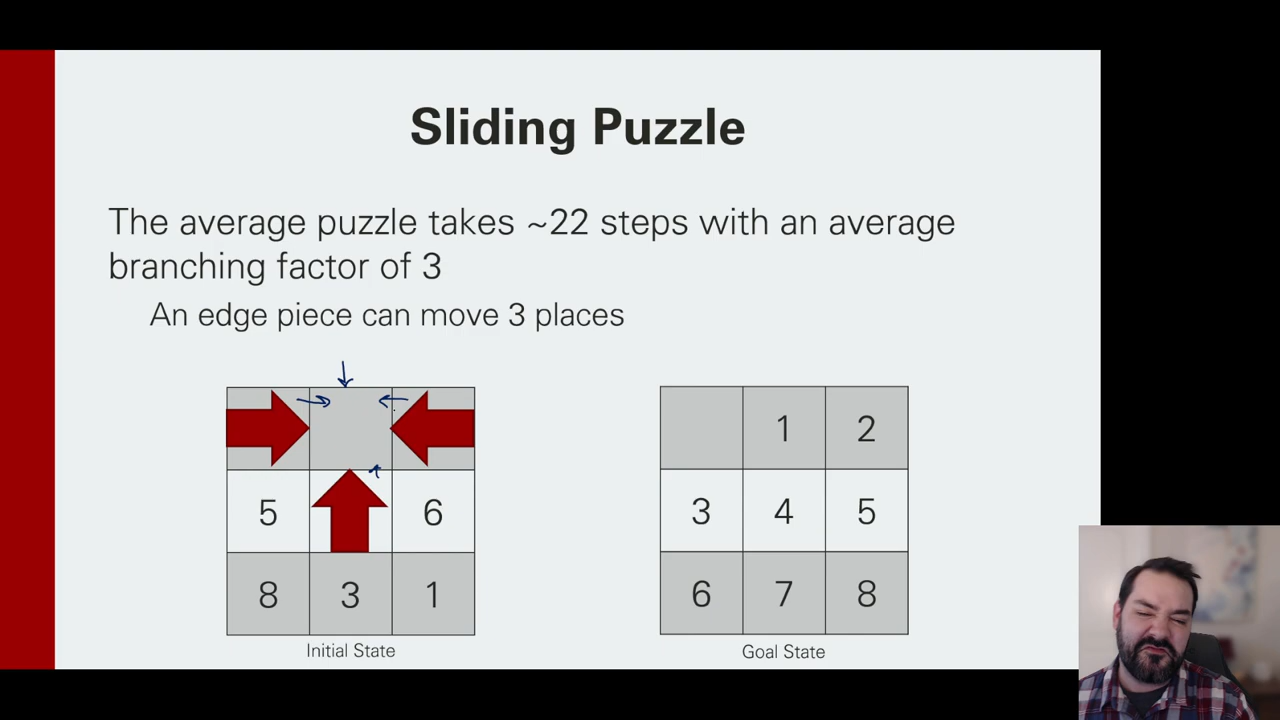 Sliding Puzzle
The average puzzle takes ~22 steps with an average
branching factor of 3
An edge piece can move 3 places
5 6
8 3 1
Initial State
1 2
3 4 5
6 7 8
Goal State